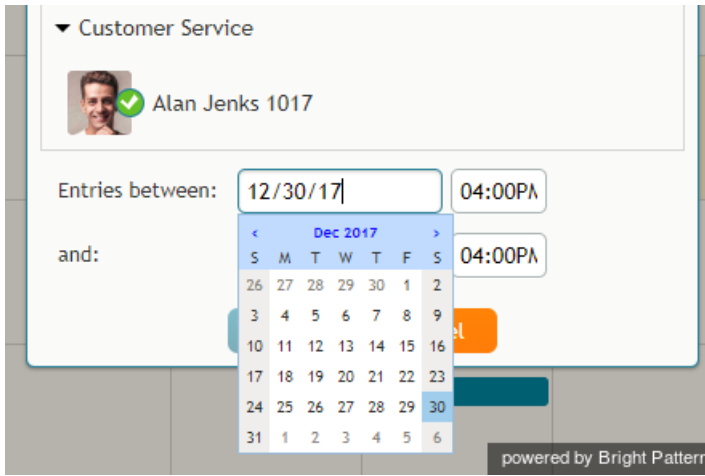 Customer Service
Alan Jenks 1017
Entries between: 12/30/17 04:00PM
‹ Dec 2017 ›
and: 04:00PM
S M T W T F S
26 27 28 29 30 1 2
3 4 5 6 7 8 9
10 11 12 13 14 15 16
17 18 19 20 21 22 23
24 25 26 27 28 29 30
31 1 2 3 4 5 6
el
powered by Bright Pattern